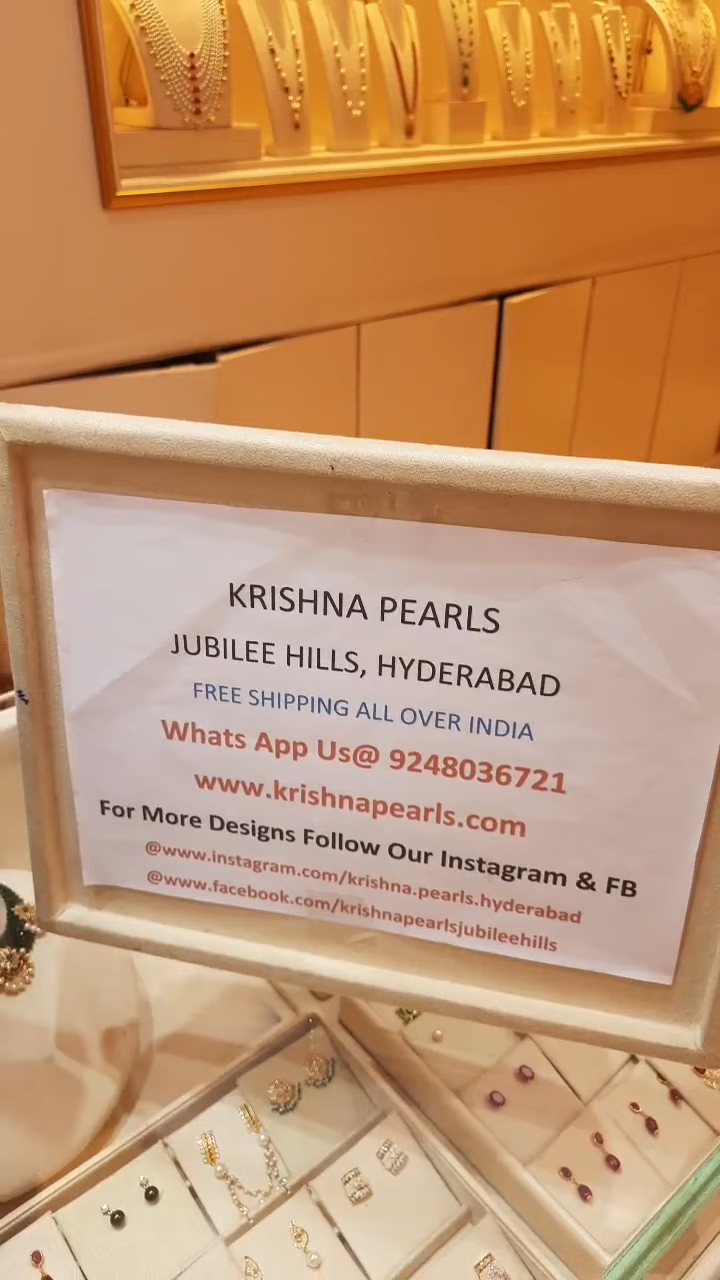 KRISHNA PEARLS
JUBILEE HILLS, HYDERABAD
FREE SHIPPING ALL OVER INDIA
Whats App Us@ 9248036721
www.krishnapearls.com
For More Designs Follow Our Instagram & FB
@www.instagram.com/krishna.pearls.hyderabad
@www.facebook.com/krishnapearlsjubileehills